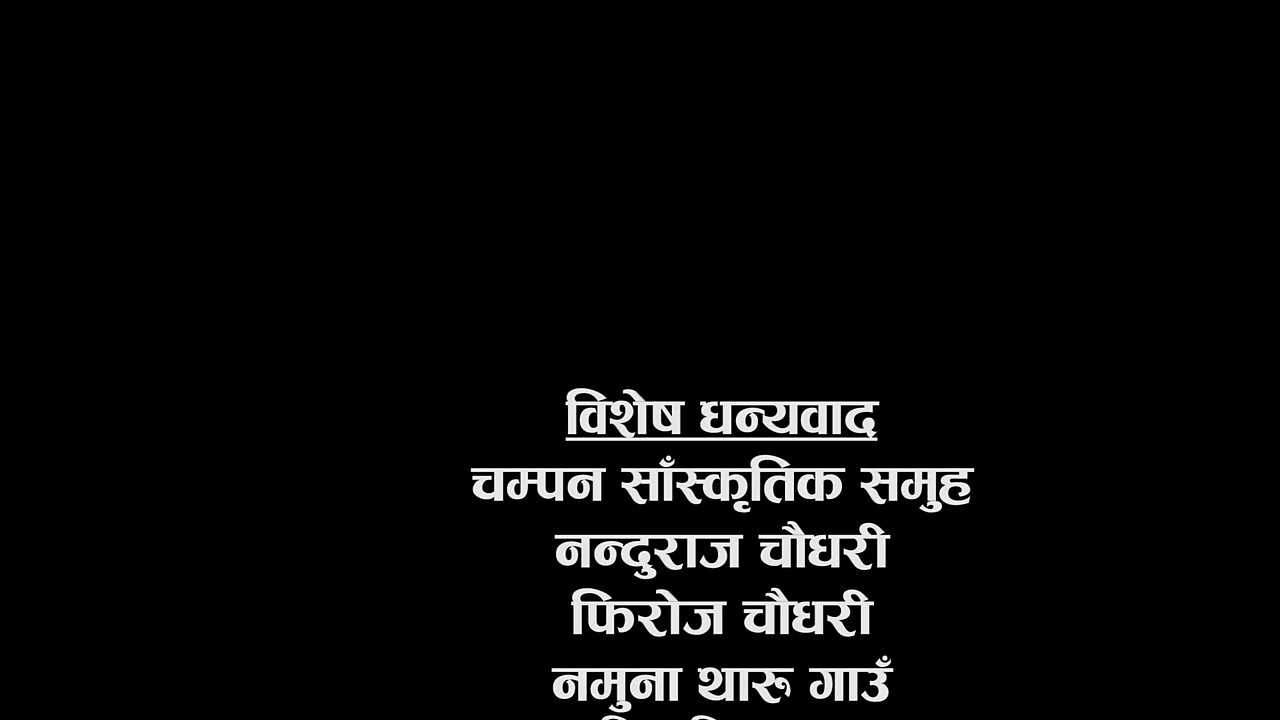 विशेष धन्यवाद
चम्पन साँस्कृतिक समुह
नन्दुराज चौधरी
फिरोज चौधरी
नमुना थारू गाउँ